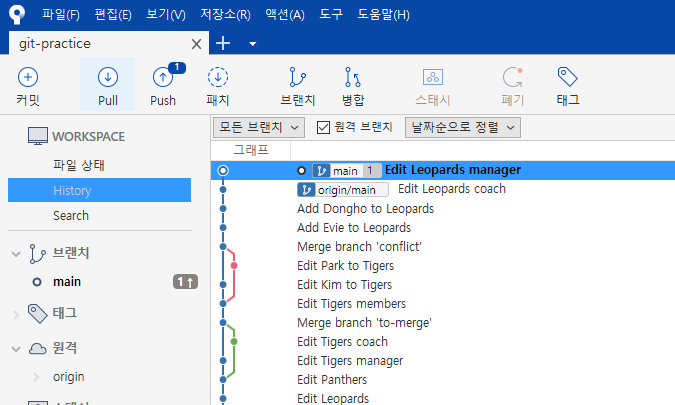 파일(F) 편집(E) 보기(V) 저장소(R) 액션(A) 도구 도움말(H)
git-practice
1
커밋 Pull Push 패치 브랜치 병합 스태시 폐기 태그
WORKSPACE
파일 상태
History
Search
브랜치
main 1↑
태그
원격
origin
모든 브랜치 원격 브랜치 날짜순으로 정렬
그래프
main 1 Edit Leopards manager
origin/main Edit Leopards coach
Add Dongho to Leopards
Add Evie to Leopards
Merge branch 'conflict'
Edit Park to Tigers
Edit Kim to Tigers
Edit Tigers members
Merge branch 'to-merge'
Edit Tigers coach
Edit Tigers manager
Edit Panthers
Edit Leopards